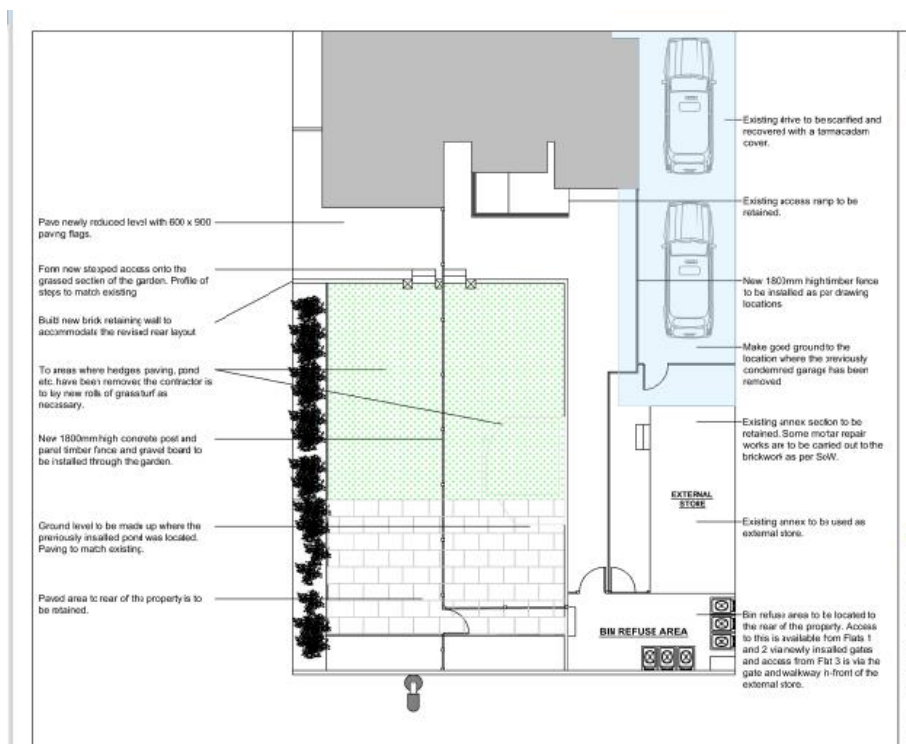 Pave newly reduced level with 600 x 900
paving flags.
Form new stepped access onto the
grassed section of the garden. Profile of
steps to match existing
Build new brick retaining wall to
accommodate the revised rear layout
To areas where hedges, paving, pond
etc. have been removed the contractor is
to lay new rolls of grass turf as
necessary.
New 1800mm high concrete post and
panel timber fence and gravel board to
be installed through the garden.
Ground level to be made up where the
previously insalled pond was located.
Paving to match existing.
Paved area to rear of the property is to
be retained.
Existing drive to be scarified and
recovered with a tarmacadam
cover.
Existing access ramp to be
retained.
New 1800mm high timber fence
to be installed as per drawing
locations
Make good ground to the
location where the previously
condemned garage has been
removed
Existing annex section to be
retained. Some mortar repair
works are to be carried out to the
brickwork as per SoW.
EXTERNAL
STORE
Existing annex to be used as
external store.
BIN REFUSE AREA
Bin refuse area to be located to
the rear of the property. Access
to this is available from Flats 1
and 2 via newly installed gates
and access from Flat 3 is via the
gate and walkway in-front of the
external store.